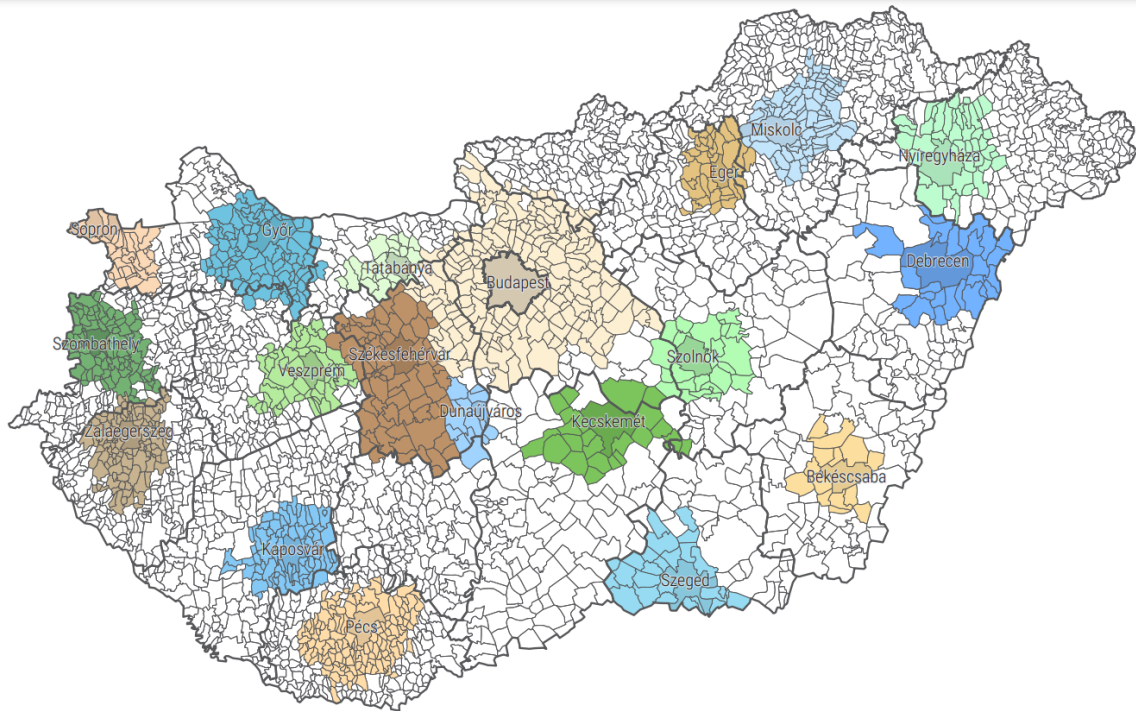 Miskolc
Nyíregyháza
Eger
Sopron
Győr
Debrecen
Tatabánya
Budapest
Szombathely
Székesfehérvár
Szolnok
Veszprém
Dunaújváros
Kecskemét
Zalaegerszeg
Békéscsaba
Kaposvár
Szeged
Pécs